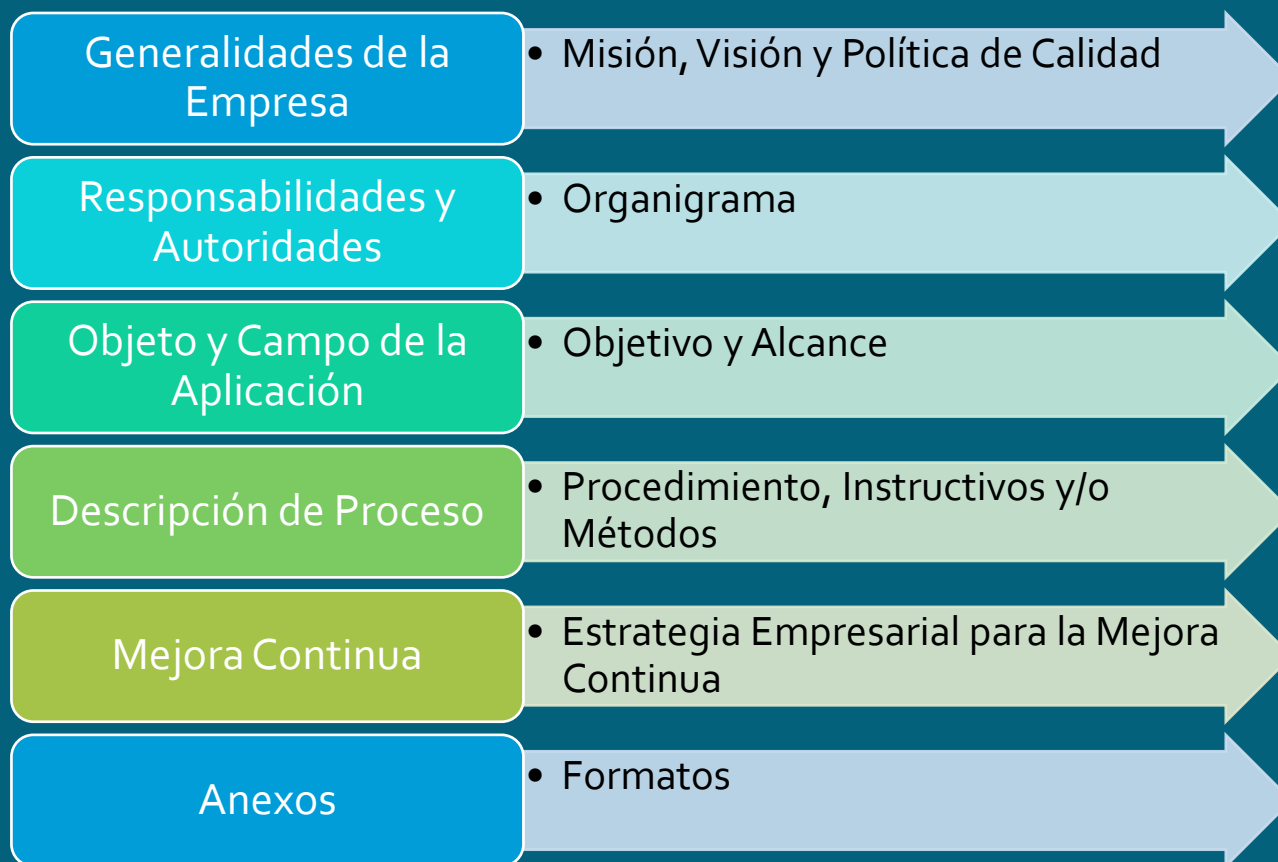 Generalidades de la
Empresa
• Misión, Visión y Política de Calidad
Responsabilidades y
Autoridades
• Organigrama
Objeto y Campo de la
Aplicación
• Objetivo y Alcance
Descripción de Proceso
• Procedimiento, Instructivos y/o
Métodos
Mejora Continua
• Estrategia Empresarial para la Mejora
Continua
Anexos
• Formatos